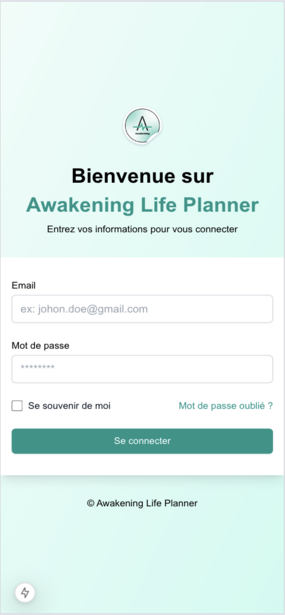 Bienvenue sur
Awakening Life Planner
Entrez vos informations pour vous connecter
Email
ex: johon.doe@gmail.com
Mot de passe
********
Se souvenir de moi
Mot de passe oublié ?
Se connecter
© Awakening Life Planner